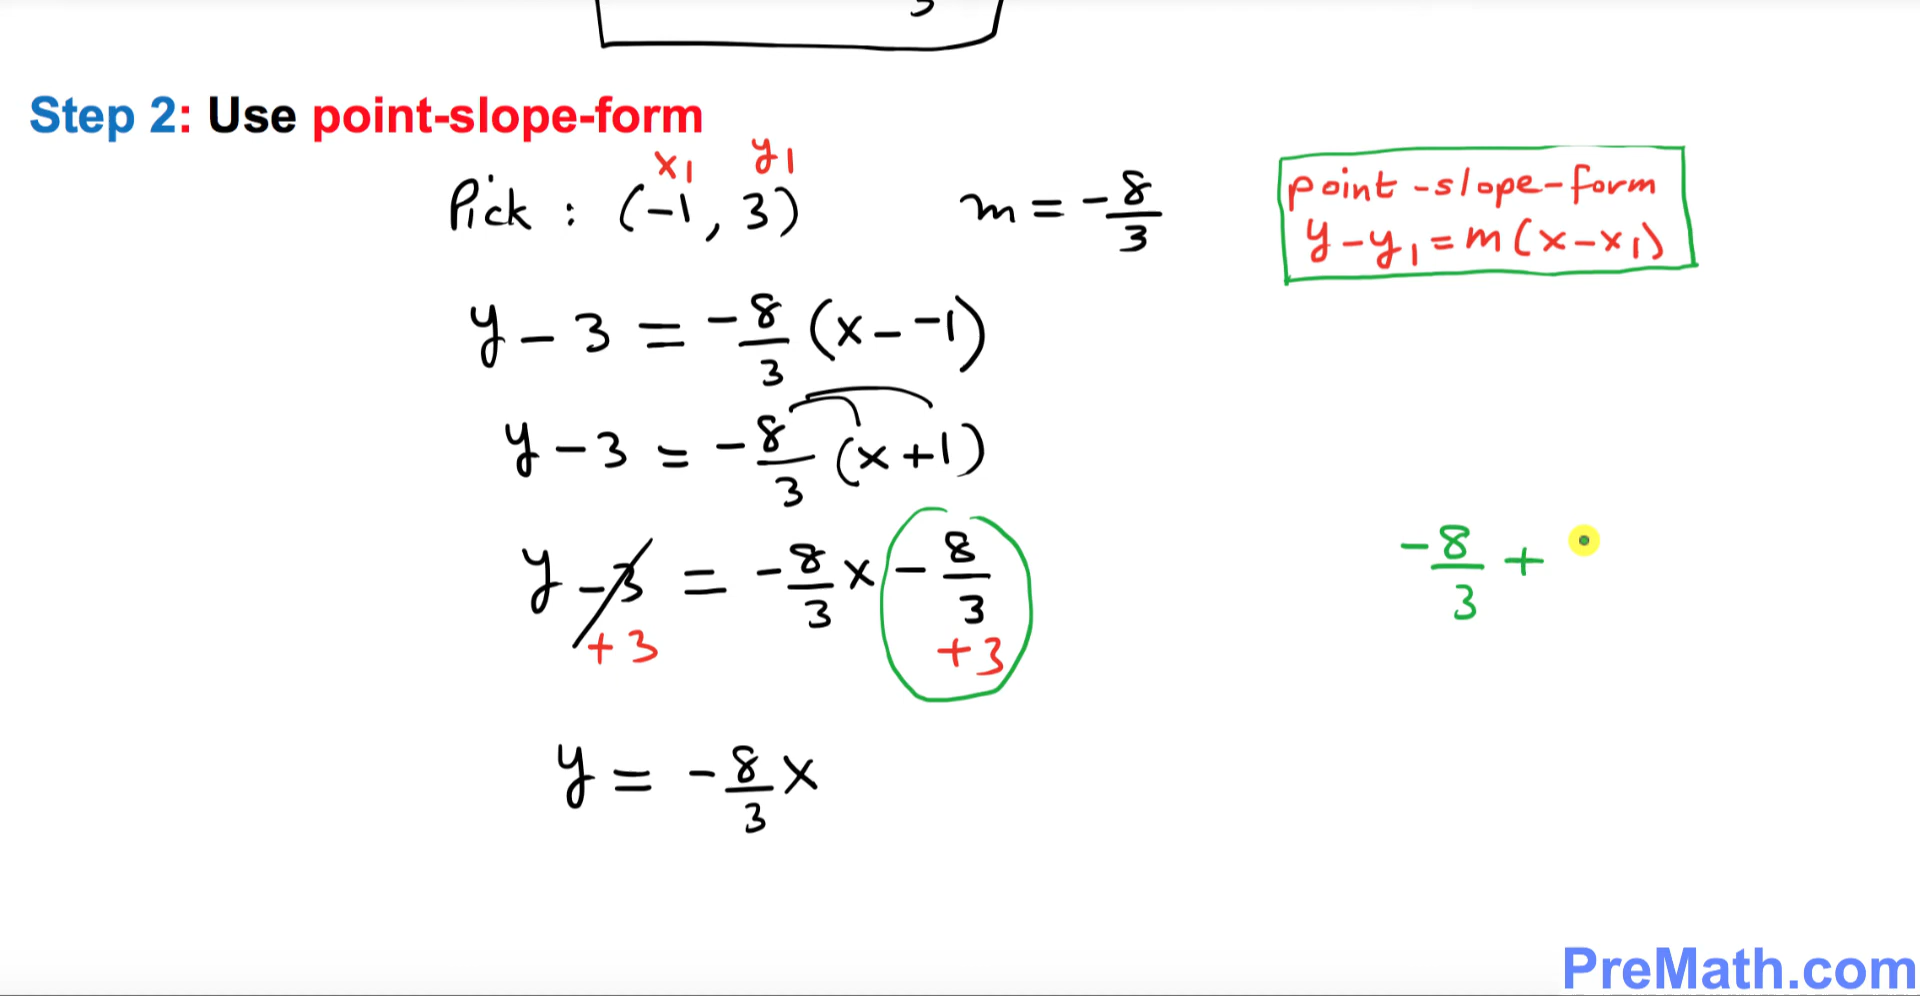 3
Step 2: Use point-slope-form
x1 y1
Pick : (-1, 3) m = -8/3
point-slope-form
y-y1 = m(x-x1)
y - 3 = -8/3 (x - -1)
y - 3 = -8/3 (x + 1)
y - 3 = -8/3 x - 8/3
+3 +3
-8/3 +
y = -8/3 x
PreMath.com